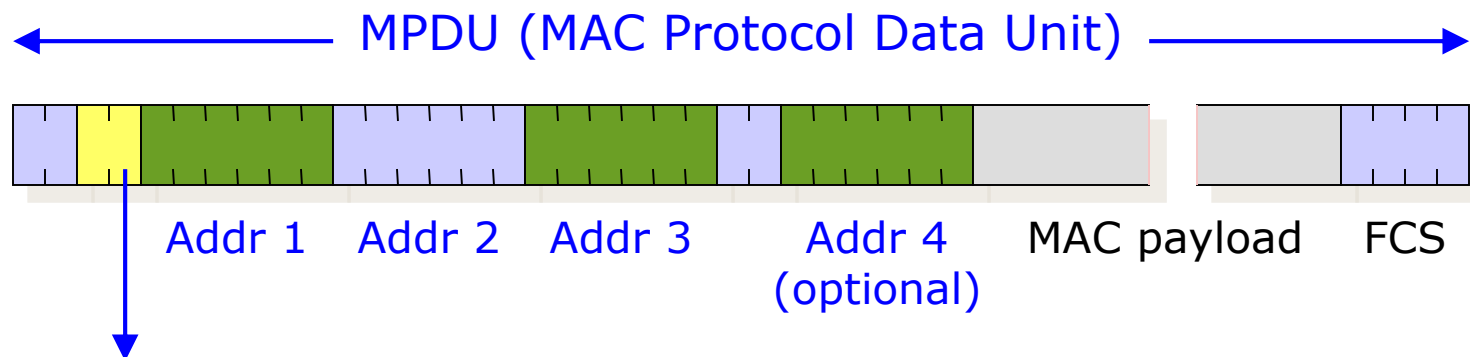 MPDU (MAC Protocol Data Unit)
Addr 1 Addr 2 Addr 3 Addr 4 MAC payload FCS
(optional)